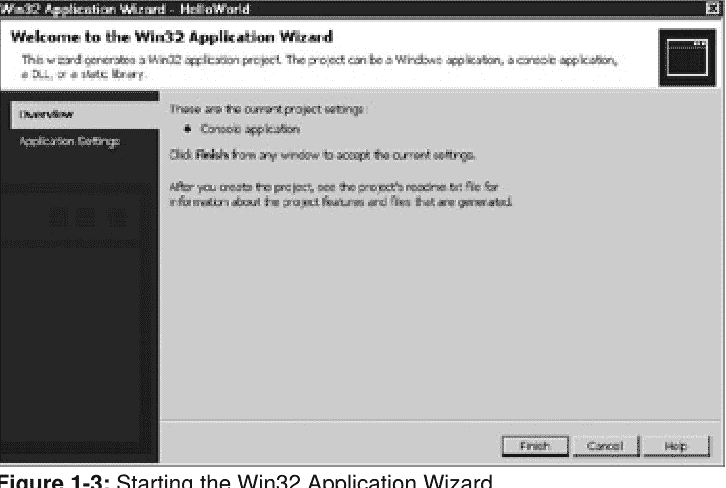 Win32 Application Wizard - HelloWorld
Welcome to the Win32 Application Wizard
This wizard generates a Win32 application project. The project can be a Windows application, a console application,
a DLL, or a static library.
Overview
Application Settings
These are the current project settings:
• Console application
Click Finish from any window to accept the current settings.
After you create the project, see the project's readme.txt file for
information about the project features and files that are generated.
Finish Cancel Help
Figure 1-3: Starting the Win32 Application Wizard